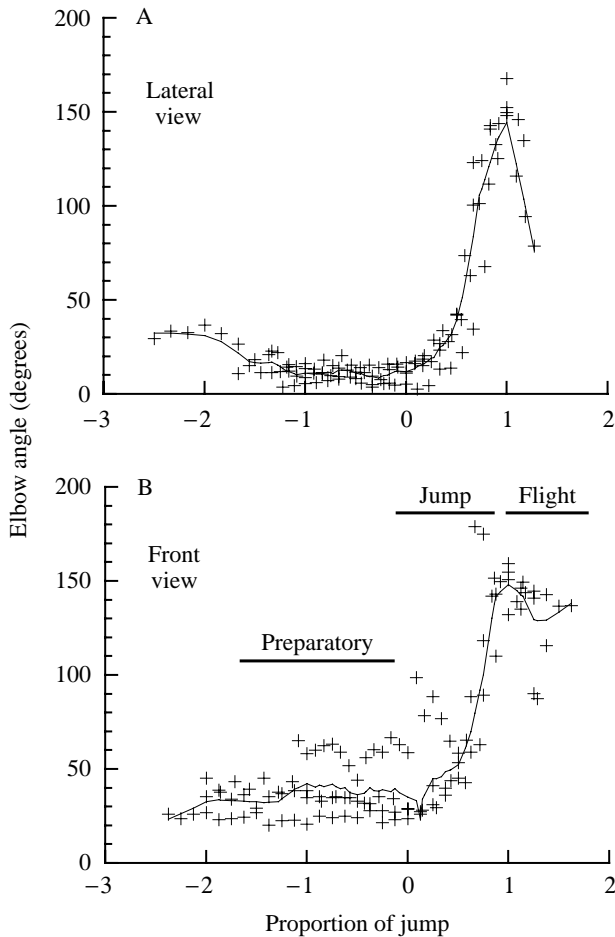 A
Lateral
view
200
150
100
50
0
−3
−2
−1
0
1
2
Elbow angle (degrees)
B
Jump
Flight
Front
view
Preparatory
200
150
100
50
0
−3
−2
−1
0
1
2
Proportion of jump